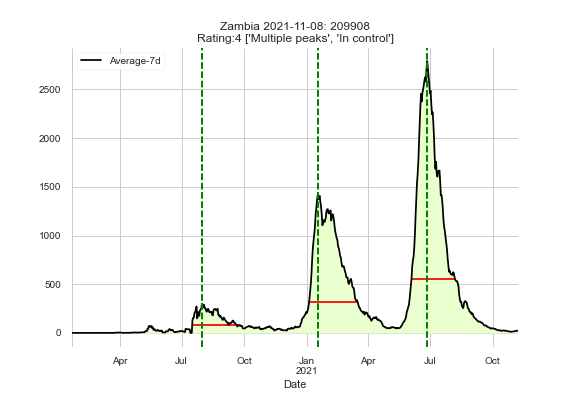 Zambia 2021-11-08: 209908
Rating:4 ['Multiple peaks', 'In control']
Average-7d
2500
2000
1500
1000
500
0
Apr
Jul
Oct
Jan
2021
Apr
Jul
Oct
Date